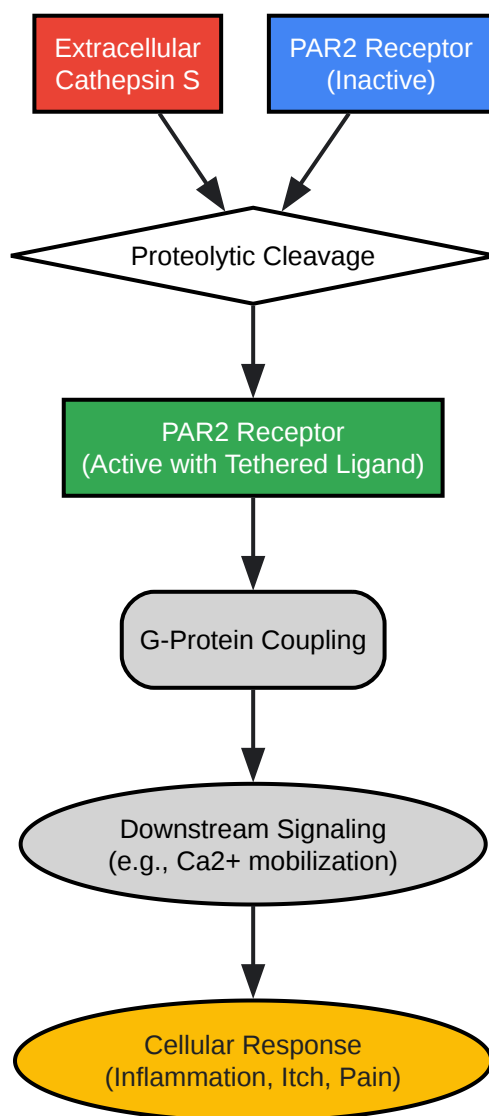 Extracellular
Cathepsin S
PAR2 Receptor
(Inactive)
Proteolytic Cleavage
PAR2 Receptor
(Active with Tethered Ligand)
G-Protein Coupling
Downstream Signaling
(e.g., Ca2+ mobilization)
Cellular Response
(Inflammation, Itch, Pain)